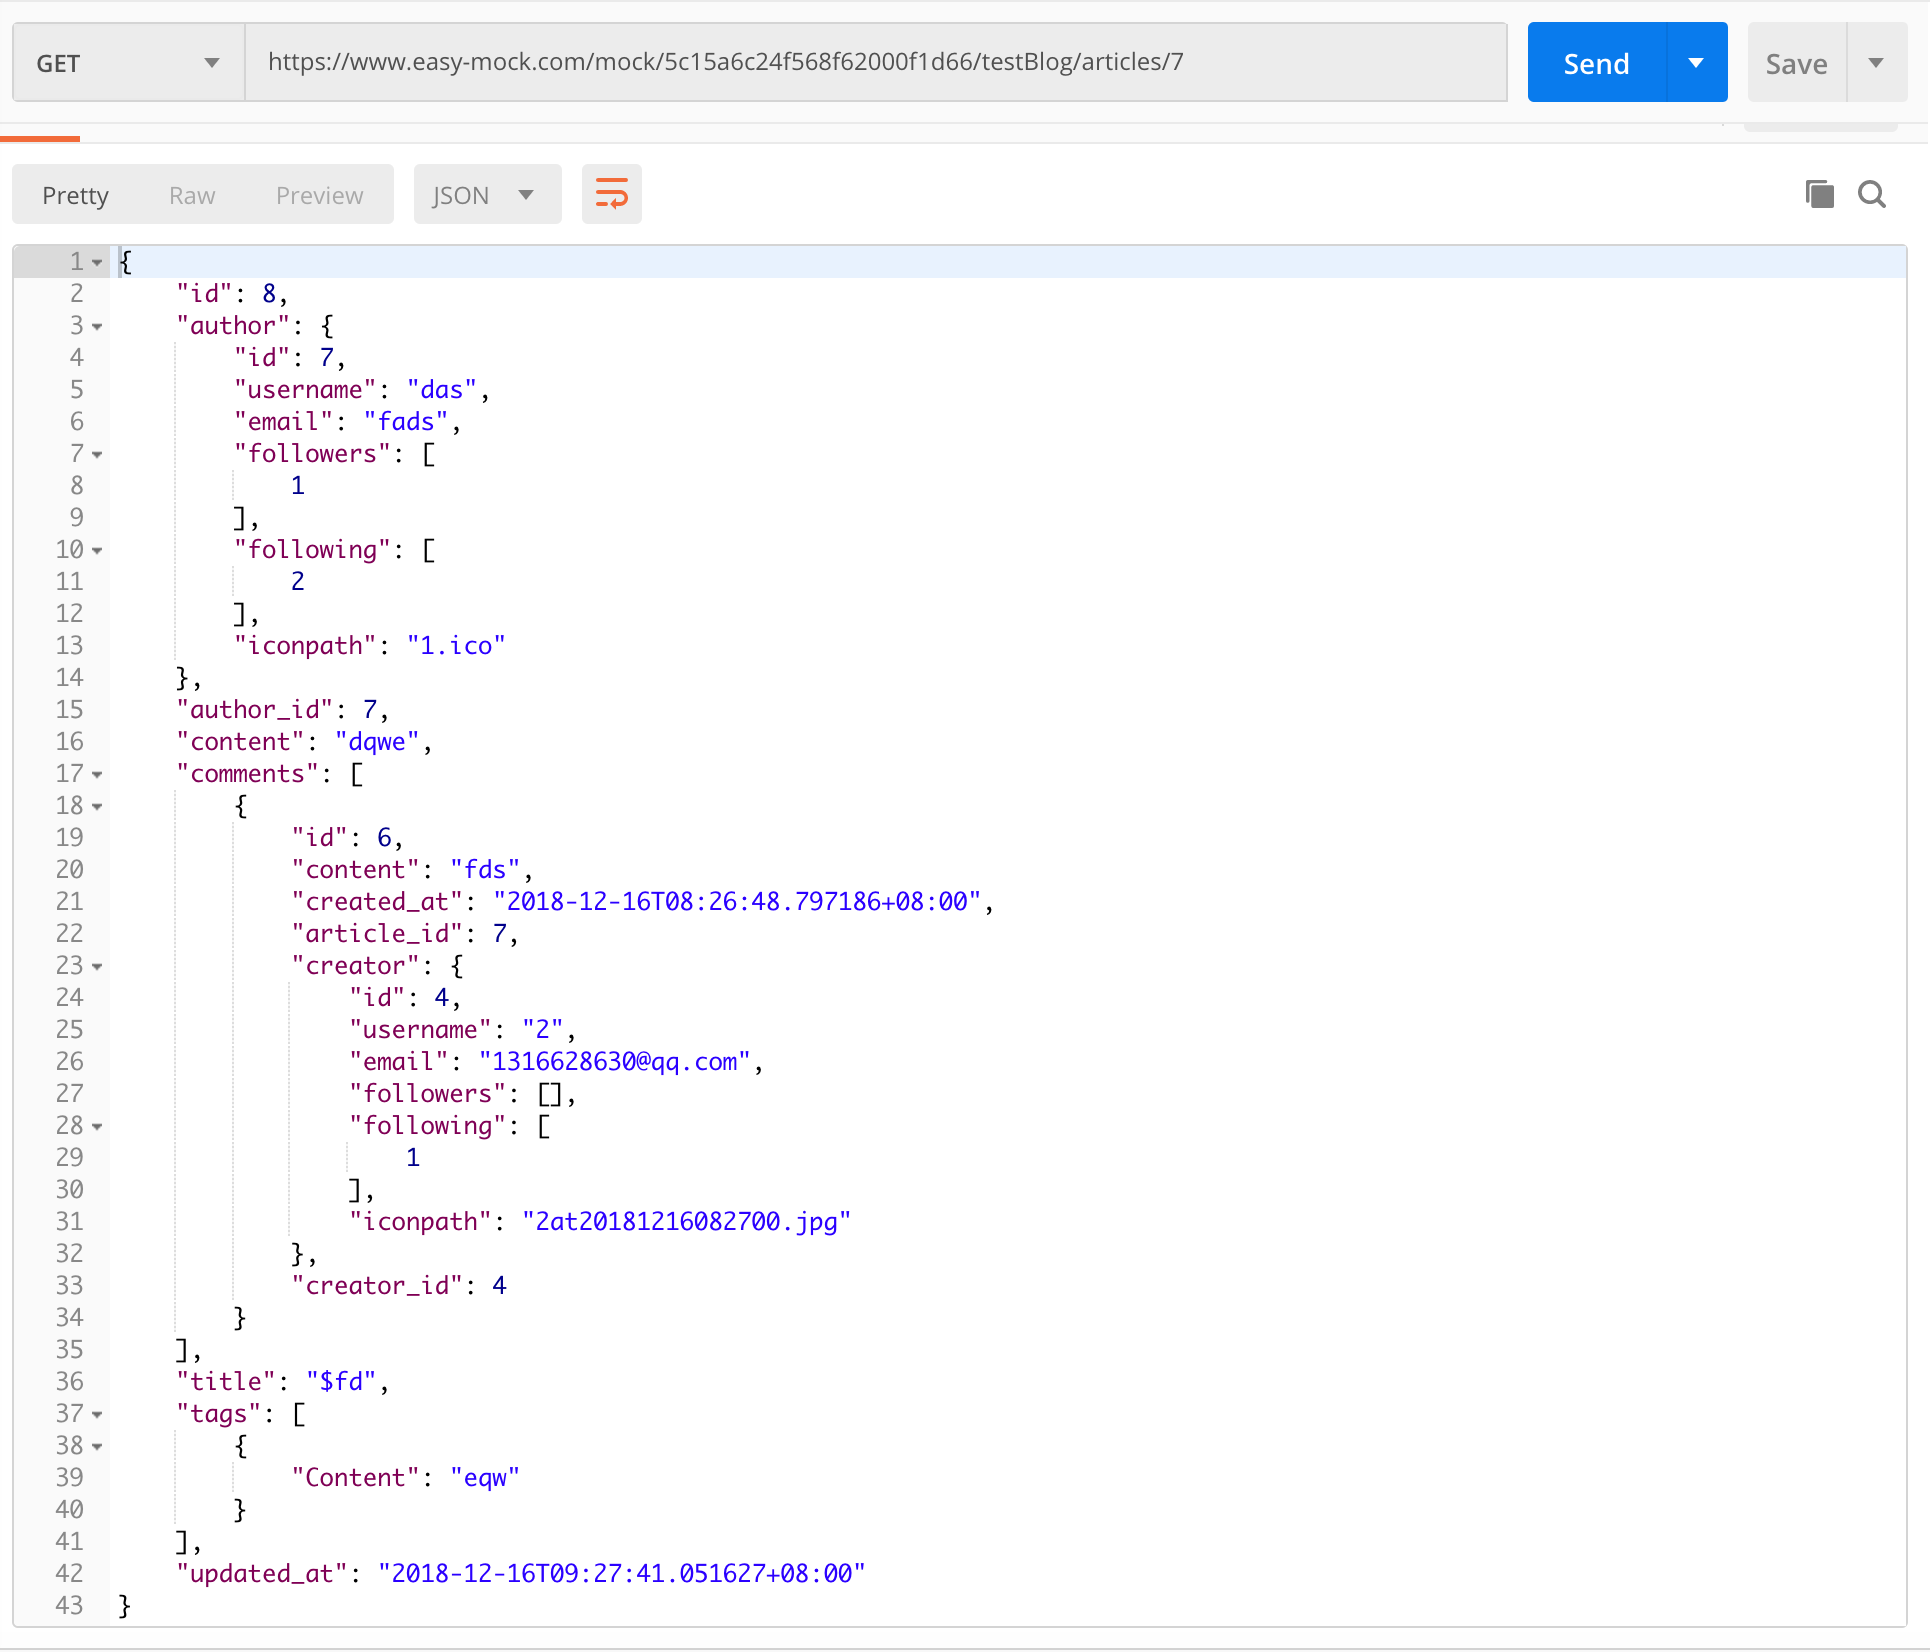 GET https://www.easy-mock.com/mock/5c15a6c24f568f62000f1d66/testBlog/articles/7 Send Save
Pretty Raw Preview JSON
1 {
2 "id": 8,
3 "author": {
4 "id": 7,
5 "username": "das",
6 "email": "fads",
7 "followers": [
8 1
9 ],
10 "following": [
11 2
12 ],
13 "iconpath": "1.ico"
14 },
15 "author_id": 7,
16 "content": "dqwe",
17 "comments": [
18 {
19 "id": 6,
20 "content": "fds",
21 "created_at": "2018-12-16T08:26:48.797186+08:00",
22 "article_id": 7,
23 "creator": {
24 "id": 4,
25 "username": "2",
26 "email": "1316628630@qq.com",
27 "followers": [],
28 "following": [
29 1
30 ],
31 "iconpath": "2at20181216082700.jpg"
32 },
33 "creator_id": 4
34 }
35 ],
36 "title": "$fd",
37 "tags": [
38 {
39 "Content": "eqw"
40 }
41 ],
42 "updated_at": "2018-12-16T09:27:41.051627+08:00"
43 }